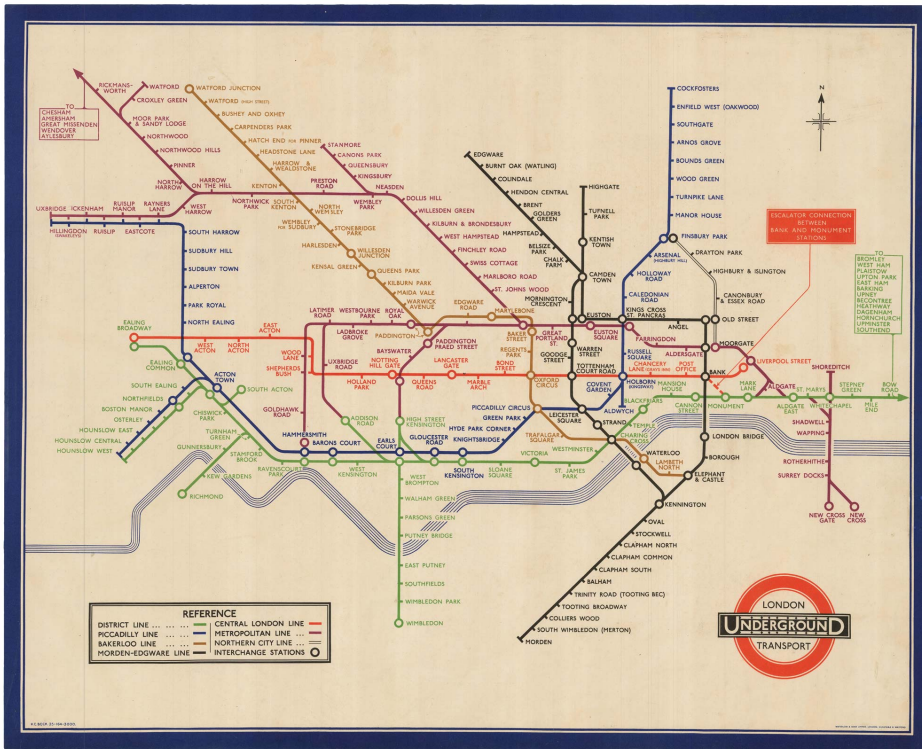 RICKMANS-
WORTH
WATFORD
CROXLEY GREEN
MOOR PARK
& SANDY LODGE
NORTHWOOD
NORTHWOOD HILLS
PINNER
NORTH
HARROW
HARROW
ON THE HILL
TO
CHESHAM
AMERSHAM
GREAT MISSENDEN
WENDOVER
AYLESBURY
WATFORD JUNCTION
WATFORD (HIGH STREET)
BUSHEY AND OXHEY
CARPENDERS PARK
HATCH END FOR PINNER
HEADSTONE LANE
HARROW &
WEALDSTONE
KENTON
STANMORE
CANONS PARK
QUEENSBURY
KINGSBURY
PRESTON
ROAD
NORTHWICK
PARK
SOUTH
KENTON
NORTH
WEMBLEY
WEMBLEY
PARK
NEASDEN
DOLLIS HILL
WILLESDEN GREEN
KILBURN & BRONDESBURY
WEST HAMPSTEAD
FINCHLEY ROAD
SWISS COTTAGE
MARLBORO ROAD
ST. JOHNS WOOD
WEMBLEY
FOR SUDBURY
STONEBRIDGE
PARK
HARLESDEN
WILLESDEN
JUNCTION
KENSAL GREEN
QUEENS PARK
KILBURN PARK
MAIDA VALE
WARWICK
AVENUE
UXBRIDGE
ICKENHAM
RUISLIP
MANOR
RAYNERS
LANE
WEST
HARROW
HILLINGDON
(SWAKELEYS)
RUISLIP
EASTCOTE
SOUTH HARROW
SUDBURY HILL
SUDBURY TOWN
ALPERTON
PARK ROYAL
NORTH EALING
EDGWARE
BURNT OAK (WATLING)
COLINDALE
HENDON CENTRAL
BRENT
GOLDERS
GREEN
HAMPSTEAD
BELSIZE
PARK
CHALK
FARM
HIGHGATE
TUFNELL
PARK
KENTISH
TOWN
CAMDEN
TOWN
MORNINGTON
CRESCENT
COCKFOSTERS
ENFIELD WEST (OAKWOOD)
SOUTHGATE
ARNOS GROVE
BOUNDS GREEN
WOOD GREEN
TURNPIKE LANE
MANOR HOUSE
FINSBURY PARK
ARSENAL
(HIGHBURY HILL)
DRAYTON PARK
HOLLOWAY
ROAD
HIGHBURY & ISLINGTON
CALEDONIAN
ROAD
CANONBURY
& ESSEX ROAD
N
ESCALATOR CONNECTION
BETWEEN
BANK AND MONUMENT
STATIONS
TO
BROMLEY
WEST HAM
PLAISTOW
UPTON PARK
EAST HAM
BARKING
UPNEY
BECONTREE
HEATHWAY
DAGENHAM
HORNCHURCH
UPMINSTER
SOUTHEND
EALING
BROADWAY
WEST
ACTON
NORTH
ACTON
EAST
ACTON
WOOD
LANE
SHEPHERDS
BUSH
LATIMER
ROAD
WESTBOURNE
PARK
ROYAL
OAK
LADBROKE
GROVE
PADDINGTON
EDGWARE
ROAD
MARYLEBONE
BAKER
STREET
BAYSWATER
PADDINGTON
PRAED STREET
GREAT
PORTLAND
ST.
EUSTON
EUSTON
SQUARE
KINGS CROSS
ST. PANCRAS
ANGEL
OLD STREET
FARRINGDON
ALDERSGATE
MOORGATE
UXBRIDGE
ROAD
NOTTING
HILL GATE
LANCASTER
GATE
BOND
STREET
REGENTS
PARK
WARREN
STREET
GOODGE
STREET
RUSSELL
SQUARE
HOLLAND
PARK
QUEENS
ROAD
MARBLE
ARCH
OXFORD
CIRCUS
TOTTENHAM
COURT ROAD
CHANCERY
LANE (GRAYS INN)
POST
OFFICE
BANK
LIVERPOOL STREET
EALING
COMMON
ACTON
TOWN
SOUTH ACTON
SOUTH EALING
NORTHFIELDS
BOSTON MANOR
OSTERLEY
HOUNSLOW EAST
HOUNSLOW CENTRAL
HOUNSLOW WEST
CHISWICK
PARK
TURNHAM
GREEN
GUNNERSBURY
STAMFORD
BROOK
KEW GARDENS
RICHMOND
GOLDHAWK
ROAD
HAMMERSMITH
RAVENSCOURT
PARK
BARONS COURT
WEST
KENSINGTON
ADDISON
ROAD
EARLS
COURT
HIGH STREET
KENSINGTON
GLOUCESTER
ROAD
SOUTH
KENSINGTON
KNIGHTSBRIDGE
HYDE PARK CORNER
GREEN PARK
PICCADILLY CIRCUS
SLOANE
SQUARE
VICTORIA
ST. JAMES
PARK
WESTMINSTER
TRAFALGAR
SQUARE
LEICESTER
SQUARE
COVENT
GARDEN
HOLBORN
(KINGSWAY)
ALDWYCH
STRAND
CHARING
CROSS
TEMPLE
BLACKFRIARS
MANSION
HOUSE
CANNON
STREET
MONUMENT
MARK
LANE
ALDGATE
ALDGATE
EAST
ST. MARYS
WHITECHAPEL
STEPNEY
GREEN
MILE
END
BOW
ROAD
SHOREDITCH
SHADWELL
WAPPING
ROTHERHITHE
SURREY DOCKS
NEW CROSS
GATE
NEW
CROSS
LONDON BRIDGE
BOROUGH
ELEPHANT
& CASTLE
WATERLOO
LAMBETH
NORTH
KENNINGTON
OVAL
STOCKWELL
CLAPHAM NORTH
CLAPHAM COMMON
CLAPHAM SOUTH
BALHAM
TRINITY ROAD (TOOTING BEC)
TOOTING BROADWAY
COLLIERS WOOD
SOUTH WIMBLEDON (MERTON)
MORDEN
WEST
BROMPTON
WALHAM GREEN
PARSONS GREEN
PUTNEY BRIDGE
EAST PUTNEY
SOUTHFIELDS
WIMBLEDON PARK
WIMBLEDON
REFERENCE
DISTRICT LINE
CENTRAL LONDON LINE
PICCADILLY LINE
METROPOLITAN LINE
BAKERLOO LINE
NORTHERN CITY LINE
MORDEN-EDGWARE LINE
INTERCHANGE STATIONS
LONDON
UNDERGROUND
TRANSPORT